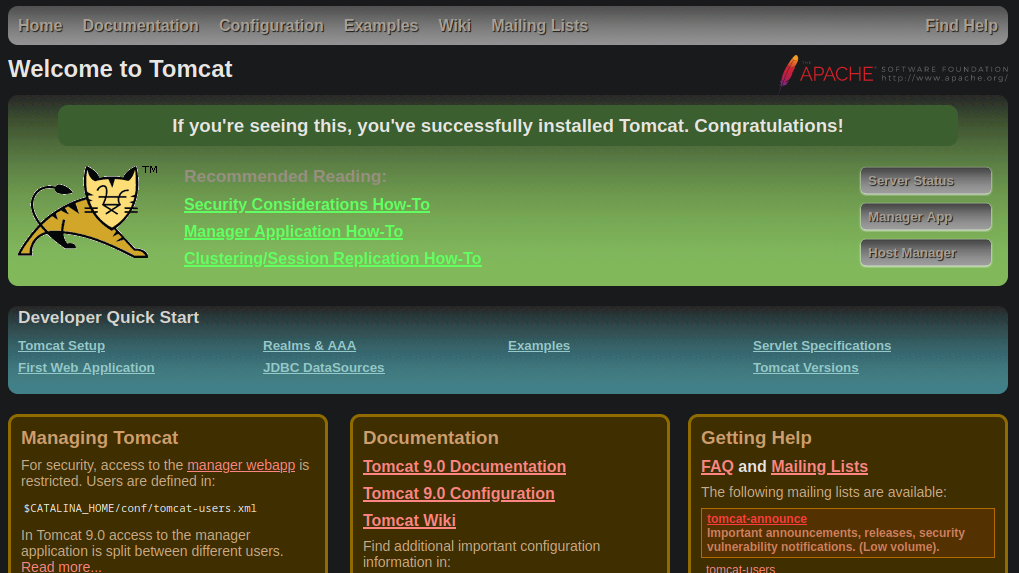 Home Documentation Configuration Examples Wiki Mailing Lists Find Help
Welcome to Tomcat
THE APACHE SOFTWARE FOUNDATION
http://www.apache.org/
If you're seeing this, you've successfully installed Tomcat. Congratulations!
TM
Recommended Reading:
Security Considerations How-To
Manager Application How-To
Clustering/Session Replication How-To
Server Status
Manager App
Host Manager
Developer Quick Start
Tomcat Setup
First Web Application
Realms & AAA
JDBC DataSources
Examples
Servlet Specifications
Tomcat Versions
Managing Tomcat
For security, access to the manager webapp is
restricted. Users are defined in:
$CATALINA_HOME/conf/tomcat-users.xml
In Tomcat 9.0 access to the manager
application is split between different users.
Read more...
Documentation
Tomcat 9.0 Documentation
Tomcat 9.0 Configuration
Tomcat Wiki
Find additional important configuration
information in:
Getting Help
FAQ and Mailing Lists
The following mailing lists are available:
tomcat-announce
Important announcements, releases, security
vulnerability notifications. (Low volume).
tomcat-users